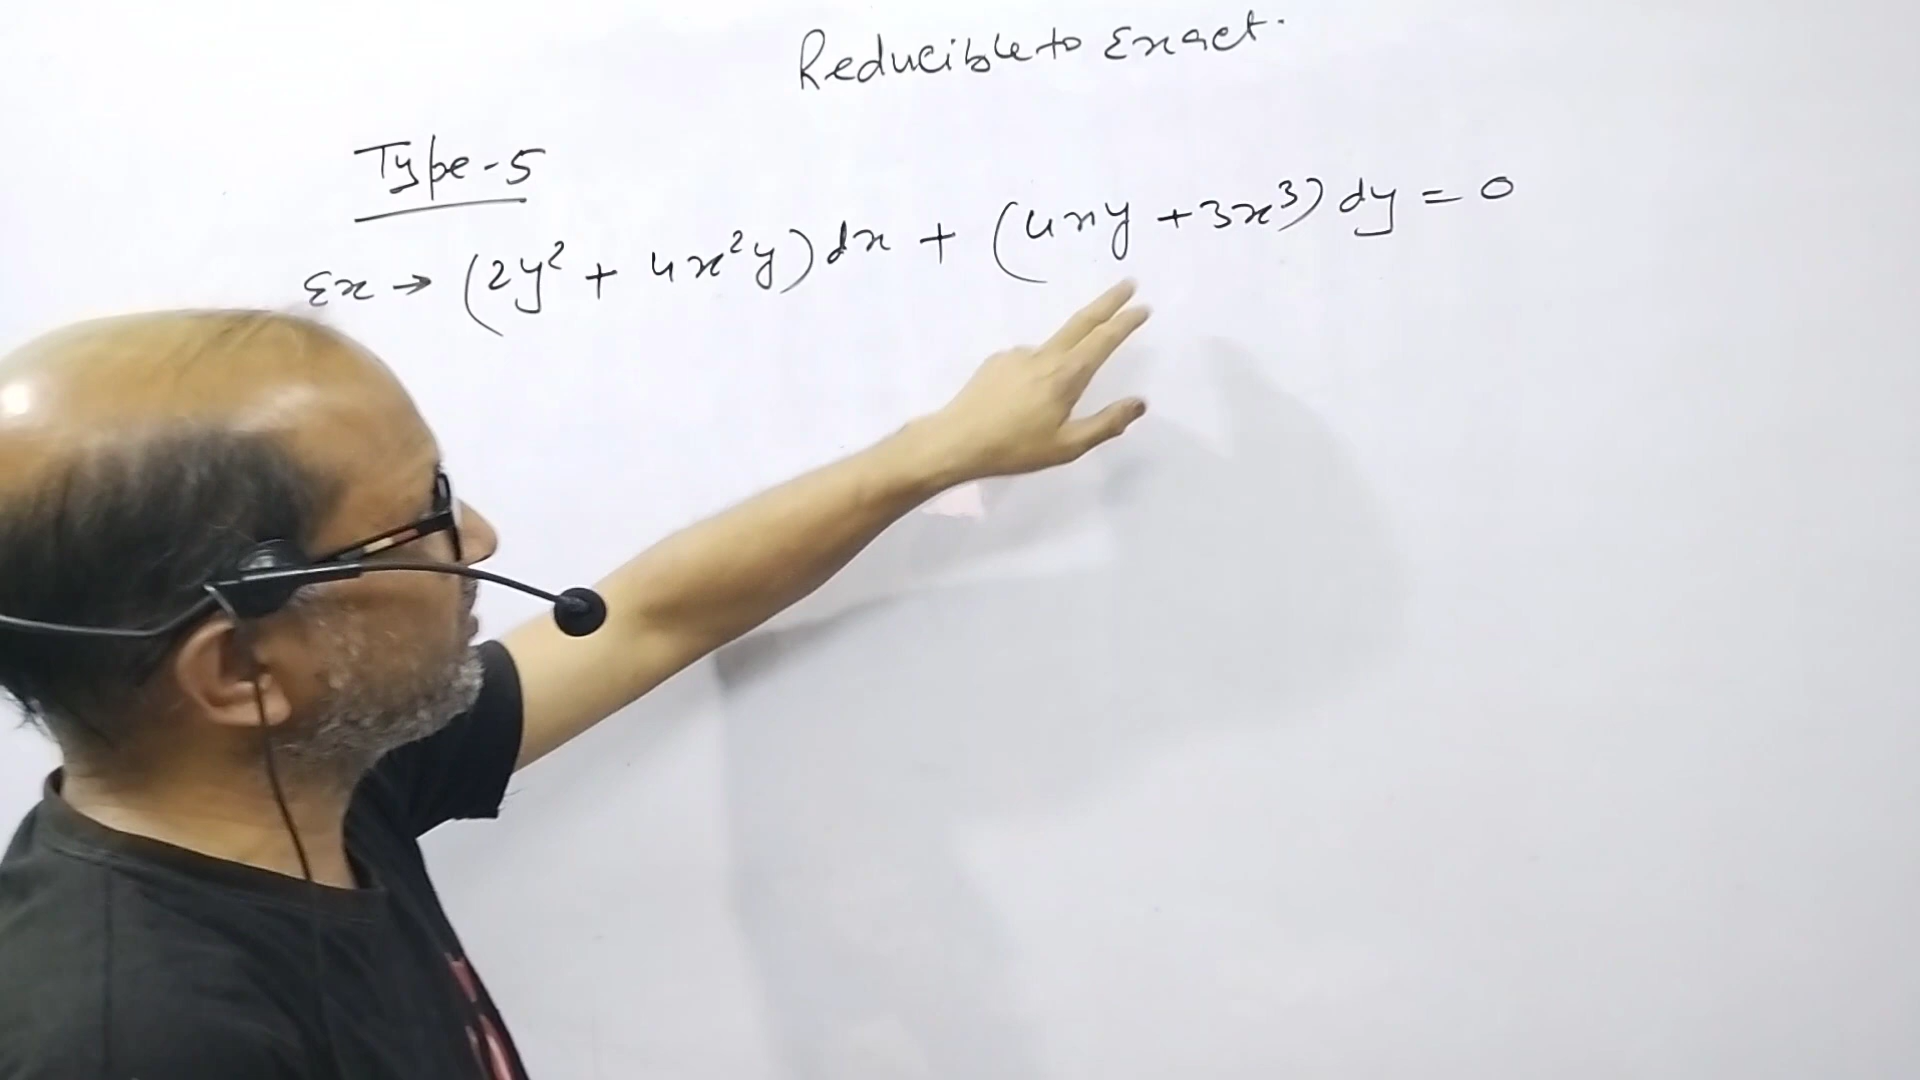 Reducible to Exact.
Type-5
Ex → (2y² + 4x²y) dx + (4xy + 3x³) dy = 0